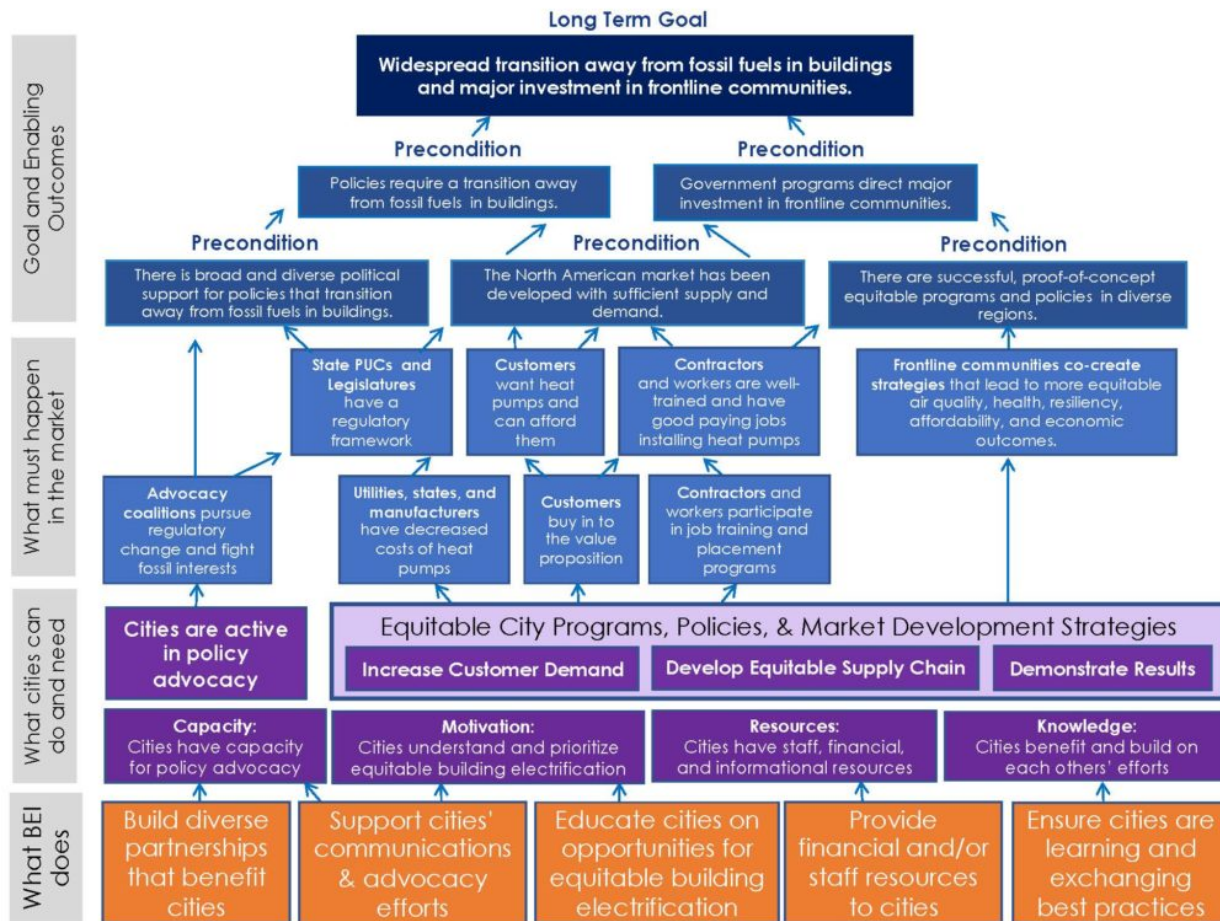 Long Term Goal
Widespread transition away from fossil fuels in buildings
and major investment in frontline communities.
Goal and Enabling
Outcomes
Precondition
Policies require a transition away
from fossil fuels in buildings.
Precondition
Government programs direct major
investment in frontline communities.
Precondition
There is broad and diverse political
support for policies that transition
away from fossil fuels in buildings.
The North American market has been
developed with sufficient supply and
demand.
Precondition
There are successful, proof-of-concept
equitable programs and policies in diverse
regions.
What must happen
in the market
State PUCs and
Legislatures
have a
regulatory
framework
Customers
want heat
pumps and
can afford
them
Contractors
and workers are well-
trained and have
good paying jobs
installing heat pumps
Frontline communities co-create
strategies that lead to more equitable
air quality, health, resiliency,
affordability, and economic
outcomes.
Advocacy
coalitions pursue
regulatory
change and fight
fossil interests
Utilities, states, and
manufacturers
have decreased
costs of heat
pumps
Customers
buy in to
the value
proposition
Contractors and
workers participate
in job training and
placement
programs
What cities can
do and need
Cities are active
in policy
advocacy
Equitable City Programs, Policies, & Market Development Strategies
Increase Customer Demand
Develop Equitable Supply Chain
Demonstrate Results
Capacity:
Cities have capacity
for policy advocacy
Motivation:
Cities understand and prioritize
equitable building electrification
Resources:
Cities have staff, financial,
and informational resources
Knowledge:
Cities benefit and build on
each others' efforts
What BEI
does
Build diverse
partnerships
that benefit
cities
Support cities'
communications
& advocacy
efforts
Educate cities on
opportunities for
equitable building
electrification
Provide
financial and/or
staff resources
to cities
Ensure cities are
learning and
exchanging
best practices